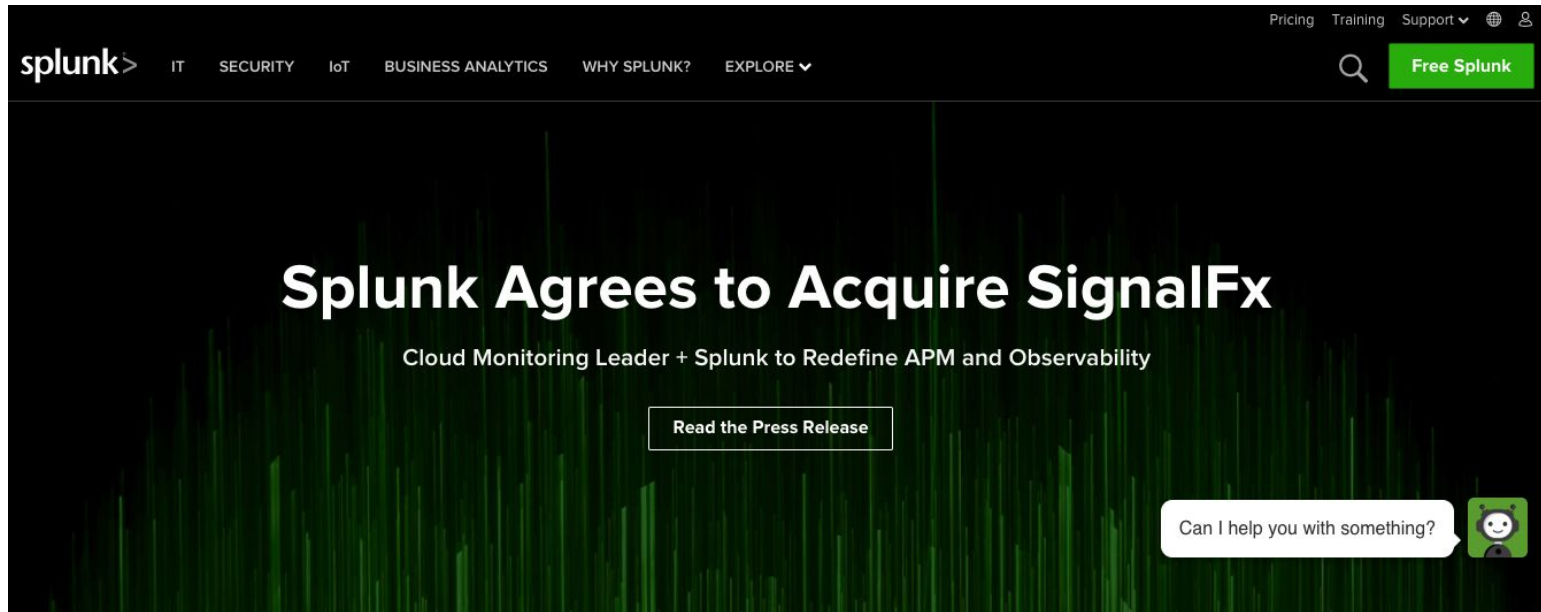 Pricing Training Support
splunk> IT SECURITY IoT BUSINESS ANALYTICS WHY SPLUNK? EXPLORE Free Splunk
Splunk Agrees to Acquire SignalFx
Cloud Monitoring Leader + Splunk to Redefine APM and Observability
Read the Press Release
Can I help you with something?